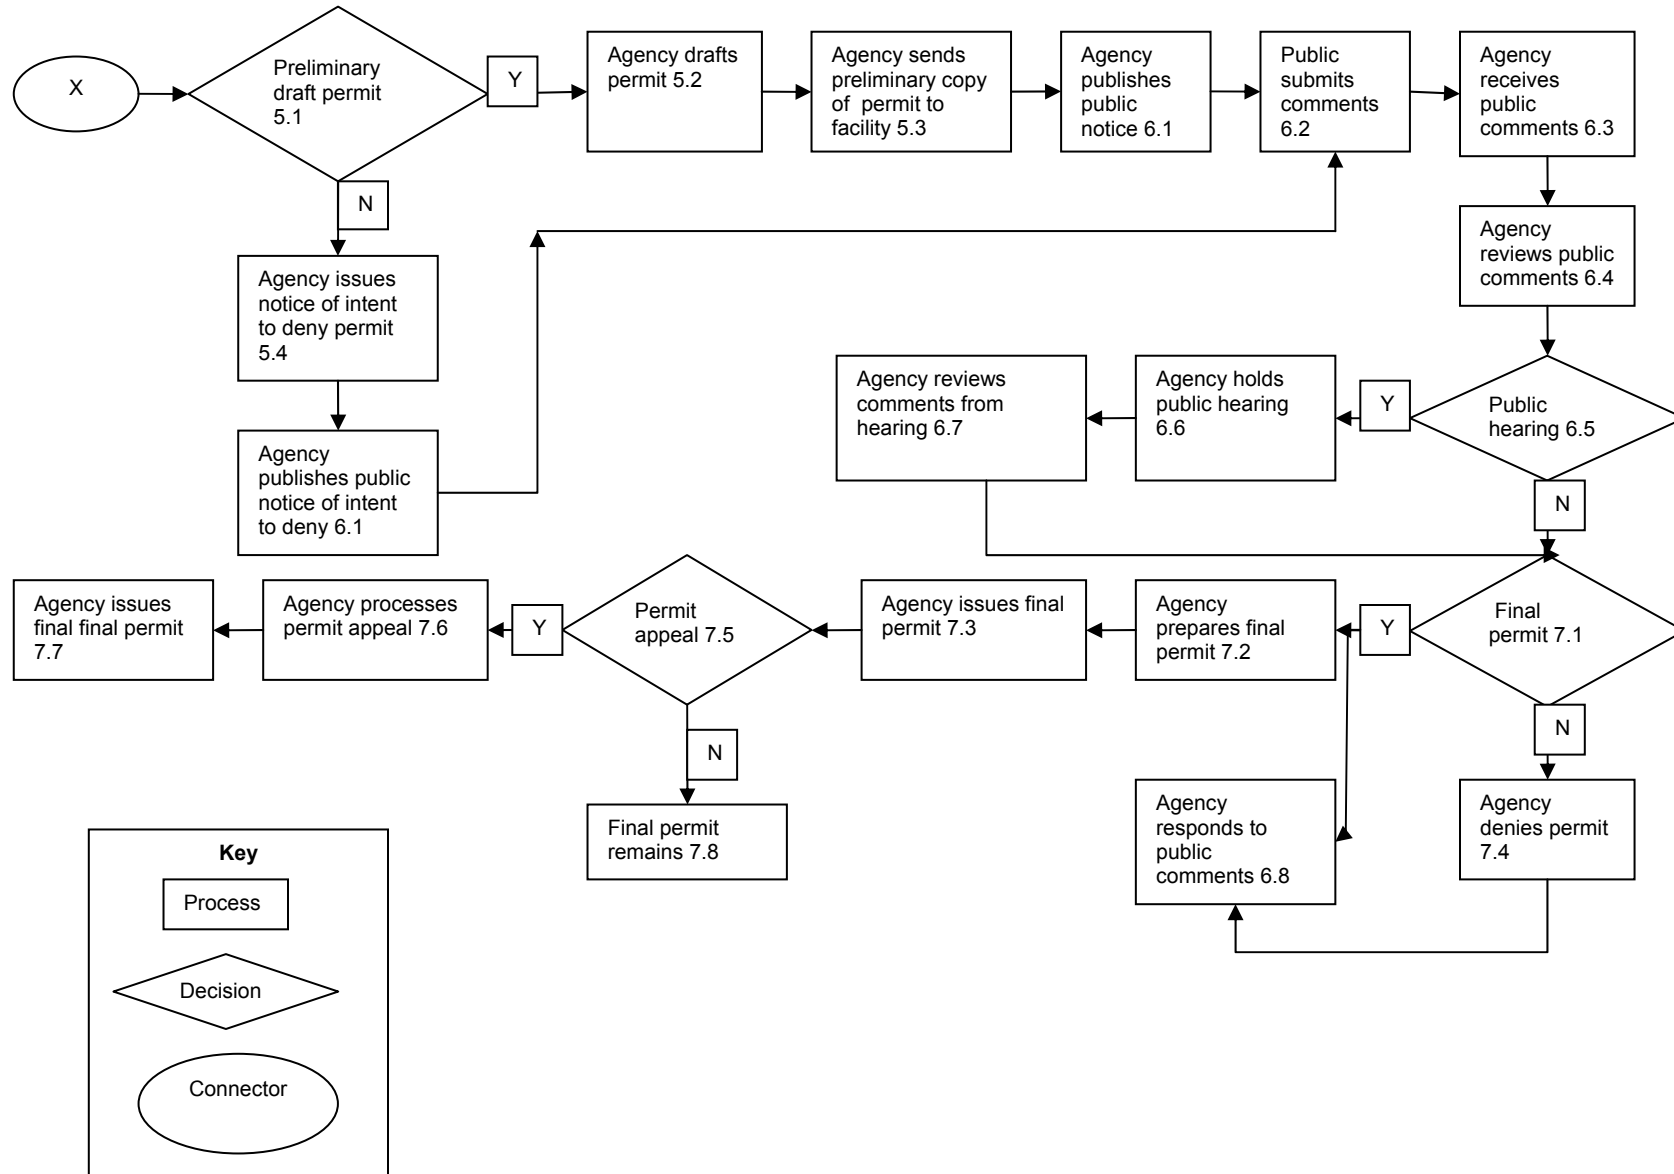 X
Preliminary
draft permit
5.1
Y
Agency drafts
permit 5.2
Agency sends
preliminary copy
of permit to
facility 5.3
Agency
publishes
public
notice 6.1
Public
submits
comments
6.2
Agency
receives
public
comments 6.3
N
Agency issues
notice of intent
to deny permit
5.4
Agency
reviews public
comments 6.4
Agency reviews
comments from
hearing 6.7
Agency holds
public hearing
6.6
Y
Public
hearing 6.5
Agency
publishes public
notice of intent
to deny 6.1
N
Agency issues
final final permit
7.7
Agency processes
permit appeal 7.6
Y
Permit
appeal 7.5
Agency issues final
permit 7.3
Agency
prepares final
permit 7.2
Y
Final
permit 7.1
N
N
Final permit
remains 7.8
Agency
responds to
public
comments 6.8
Agency
denies permit
7.4
Key
Process
Decision
Connector